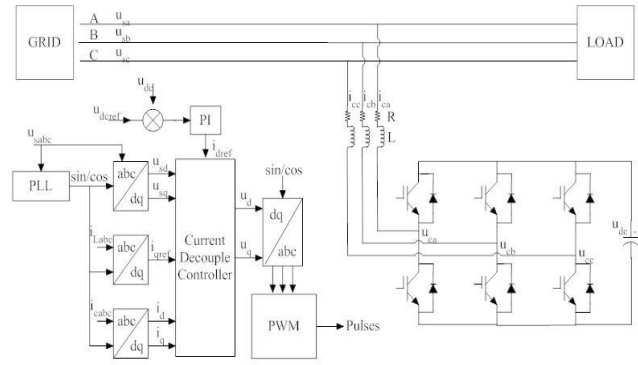 GRID
A u_sa
B u_sb
C u_sc
LOAD
i_cc i_cb i_ca
R
L
u_dc
u_dcref
PI
i_dref
u_sabc
PLL
sin/cos
abc
dq
u_sd
u_sq
i_Labc
abc
dq
i_qref
i_cabc
abc
dq
i_d
i_q
Current
Decouple
Controller
u_d
u_q
sin/cos
dq
abc
PWM
Pulses
u_ca
u_cb
u_cc
u_dc